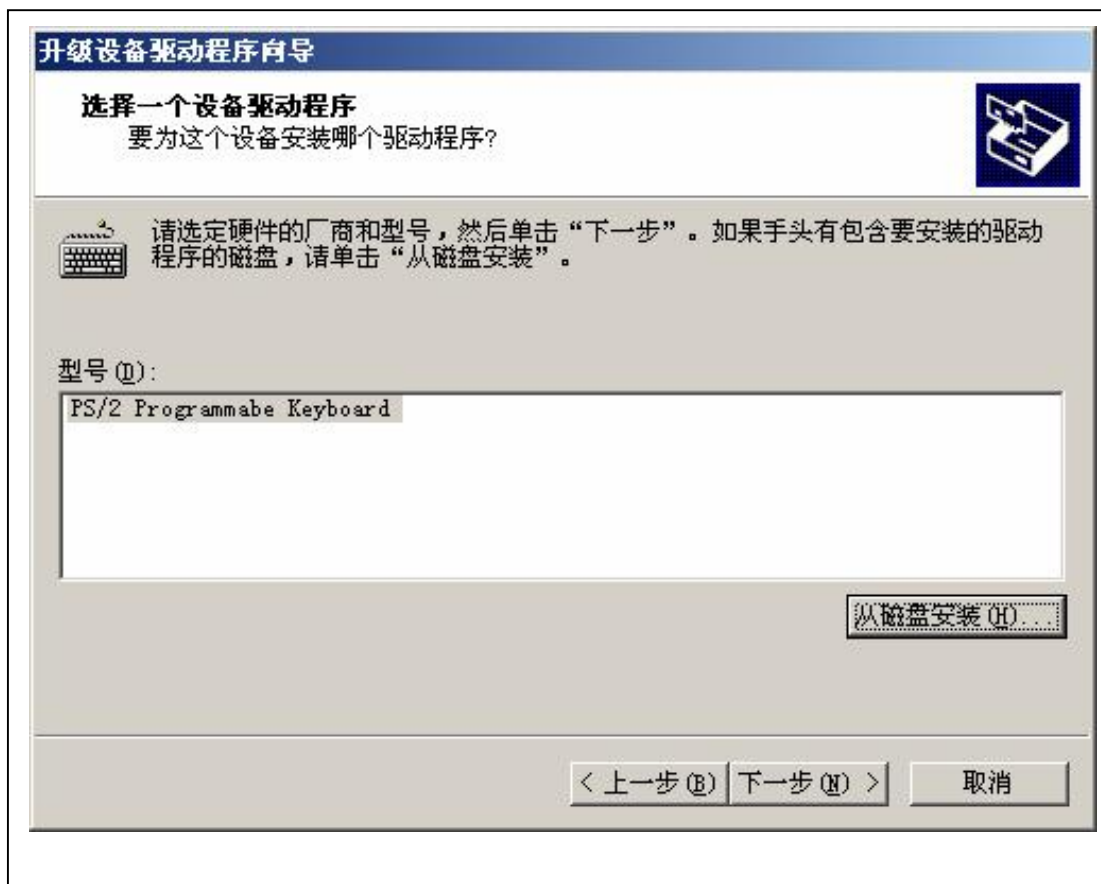 升级设备驱动程序向导
选择一个设备驱动程序
要为这个设备安装哪个驱动程序?
请选定硬件的厂商和型号，然后单击“下一步”。如果手头有包含要安装的驱动
程序的磁盘，请单击“从磁盘安装”。
型号(D):
PS/2 Programmabe Keyboard
从磁盘安装(H)...
< 上一步(B) 下一步(N) > 取消